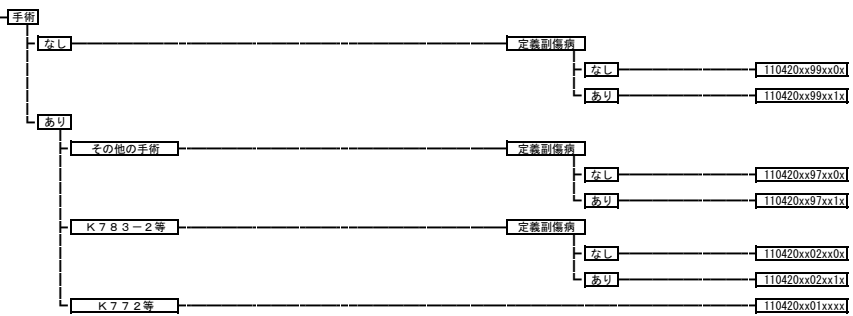 手術
なし 定義副傷病
なし 110420xx99xx0x
あり 110420xx99xx1x
あり
その他の手術 定義副傷病
なし 110420xx97xx0x
あり 110420xx97xx1x
Ｋ７８３－２等 定義副傷病
なし 110420xx02xx0x
あり 110420xx02xx1x
Ｋ７７２等 110420xx01xxxx